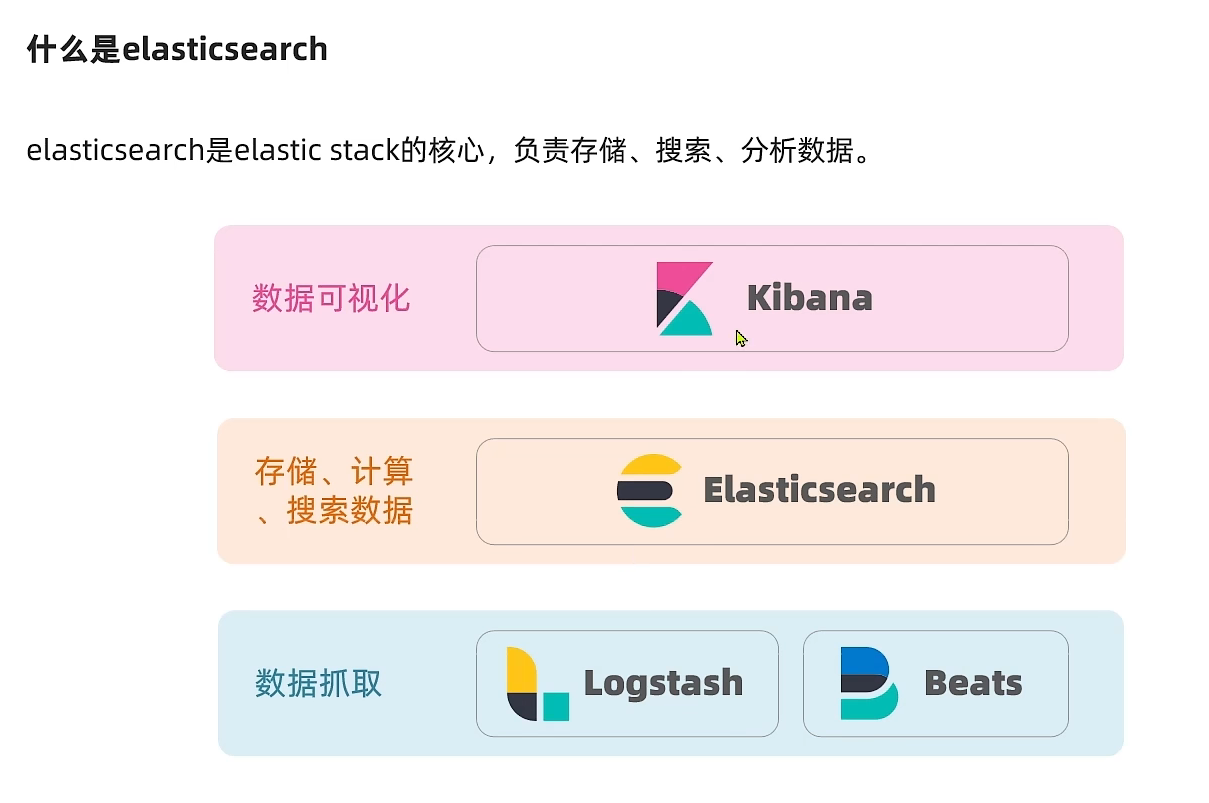 什么是elasticsearch
elasticsearch是elastic stack的核心，负责存储、搜索、分析数据。
数据可视化
Kibana
存储、计算
、搜索数据
Elasticsearch
数据抓取
Logstash
Beats